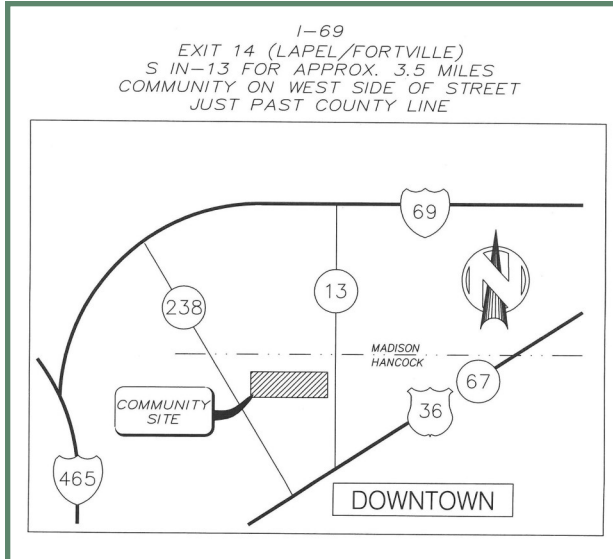 I-69
EXIT 14 (LAPEL/FORTVILLE)
S IN-13 FOR APPROX. 3.5 MILES
COMMUNITY ON WEST SIDE OF STREET
JUST PAST COUNTY LINE
69
N
238
13
MADISON
HANCOCK
67
COMMUNITY
SITE
36
465
DOWNTOWN